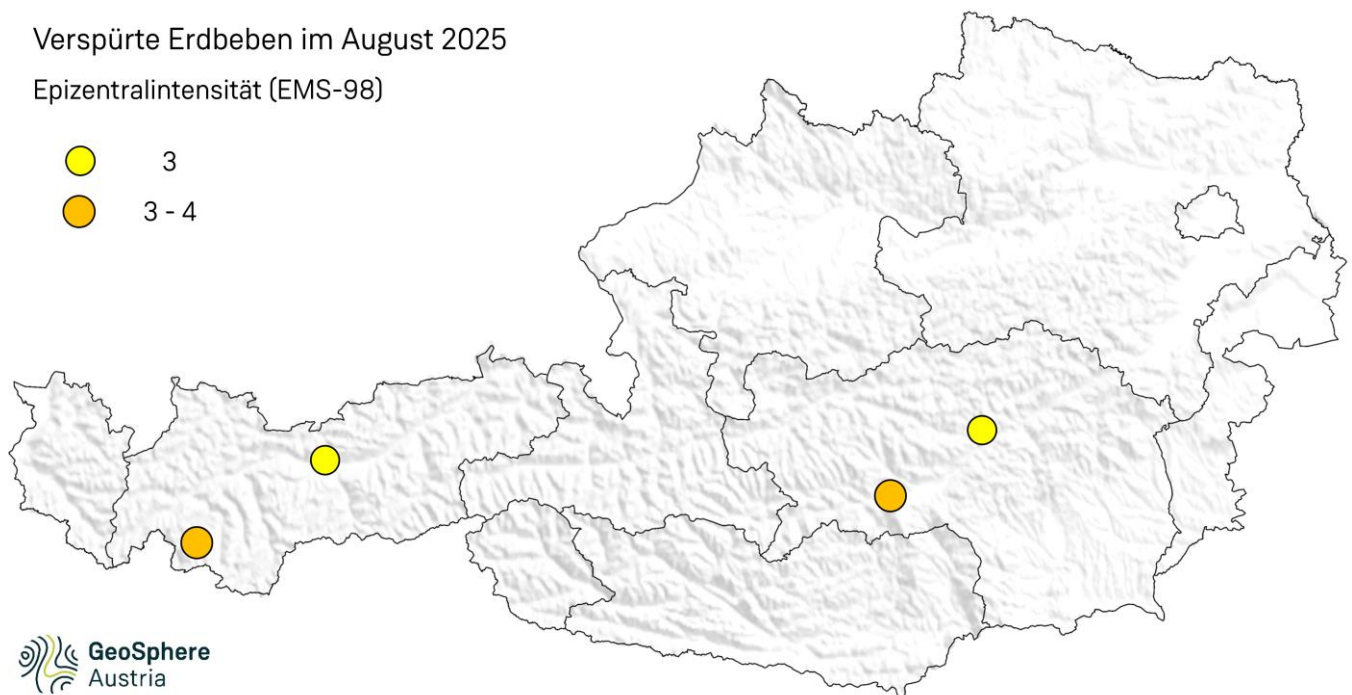 Verspürte Erdbeben im August 2025
Epizentralintensität (EMS-98)
3
3 - 4
GeoSphere
Austria